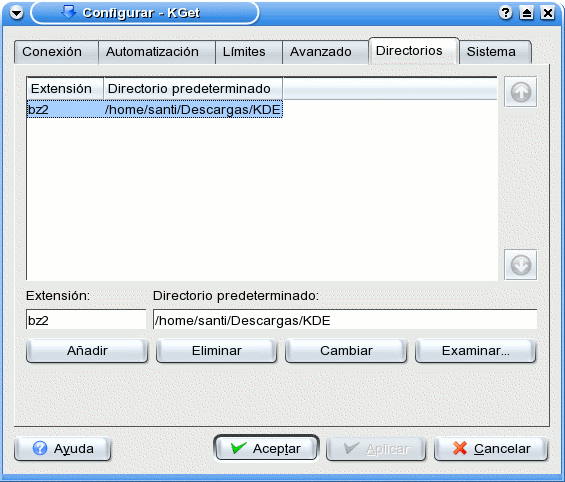 Configurar - KGet
Conexión Automatización Límites Avanzado Directorios Sistema
Extensión Directorio predeterminado
bz2 /home/santi/Descargas/KDE
Extensión: Directorio predeterminado:
bz2 /home/santi/Descargas/KDE
Añadir Eliminar Cambiar Examinar...
Ayuda Aceptar Aplicar Cancelar